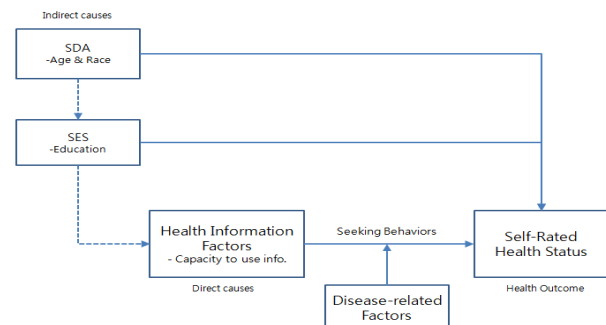 Indirect causes
SDA
-Age & Race
SES
-Education
Health Information
Factors
- Capacity to use info.
Direct causes
Seeking Behaviors
Disease-related
Factors
Self-Rated
Health Status
Health Outcome